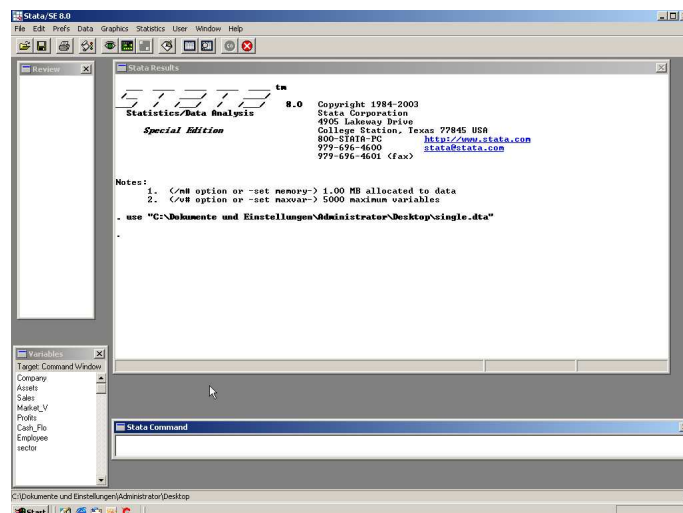 Stata/SE 8.0
File Edit Prefs Data Graphics Statistics User Window Help
Review
Stata Results
STATA tm
8.0 Copyright 1984-2003
Statistics/Data Analysis Stata Corporation
4905 Lakeway Drive
Special Edition College Station, Texas 77845 USA
800-STATA-PC http://www.stata.com
979-696-4600 stata@stata.com
979-696-4601 (fax)
Notes:
1. (/m# option or -set memory-) 1.00 MB allocated to data
2. (/v# option or -set maxvar-) 5000 maximum variables
. use "C:\Dokumente und Einstellungen\Administrator\Desktop\single.dta"
.
Variables
Target: Command Window
Company
Assets
Sales
Market_V
Profits
Cash_Flo
Employee
sector
Stata Command
C:\Dokumente und Einstellungen\Administrator\Desktop
Start